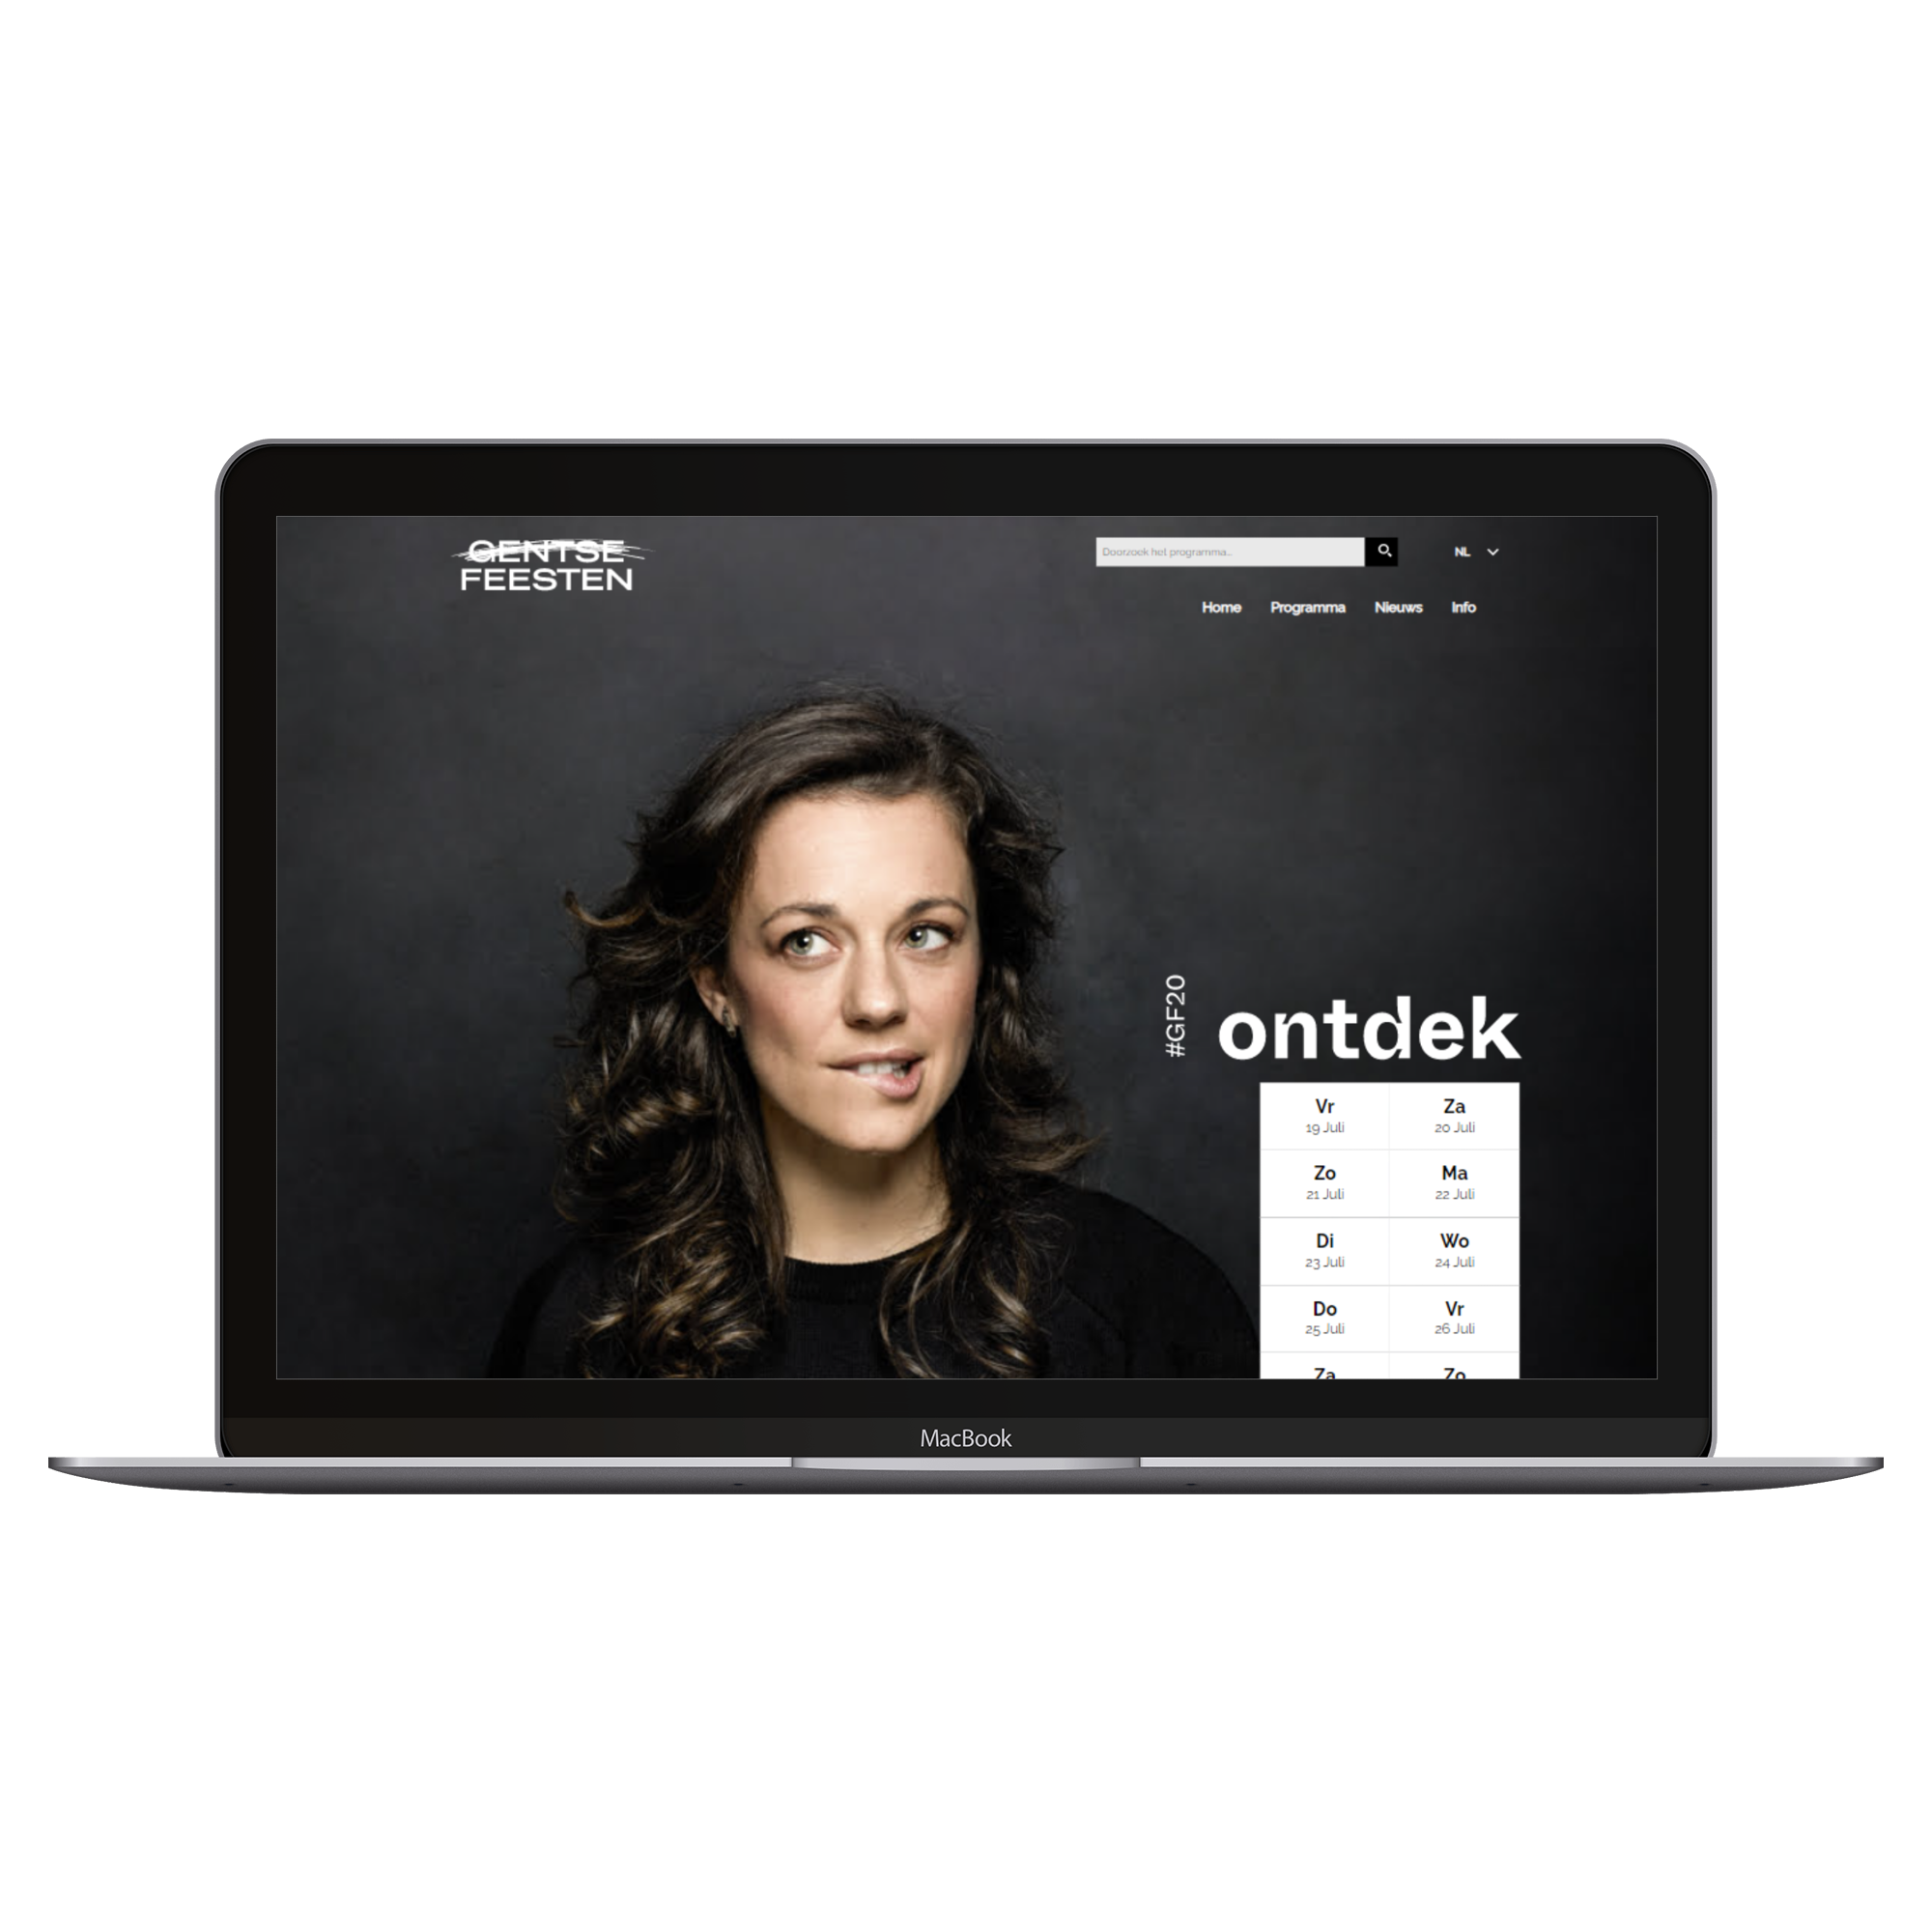 GENTSE
FEESTEN
Doorzoek het programma...
NL
Home Programma Nieuws Info
#GF20
ontdek
Vr Za
19 Juli 20 Juli
Zo Ma
21 Juli 22 Juli
Di Wo
23 Juli 24 Juli
Do Vr
25 Juli 26 Juli
Za Zo
MacBook